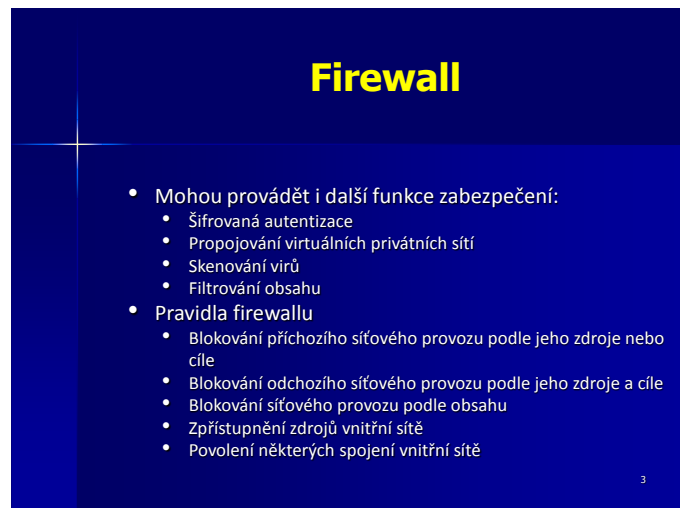 Firewall
• Mohou provádět i další funkce zabezpečení:
• Šifrovaná autentizace
• Propojování virtuálních privátních sítí
• Skenování virů
• Filtrování obsahu
• Pravidla firewallu
• Blokování příchozího síťového provozu podle jeho zdroje nebo
cíle
• Blokování odchozího síťového provozu podle jeho zdroje a cíle
• Blokování síťového provozu podle obsahu
• Zpřístupnění zdrojů vnitřní sítě
• Povolení některých spojení vnitřní sítě
3